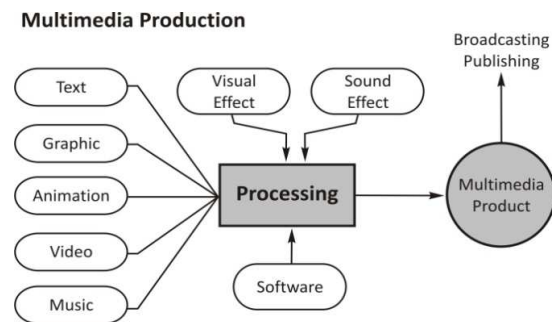 Multimedia Production
Broadcasting
Publishing
Text
Visual
Effect
Sound
Effect
Graphic
Animation
Processing
Multimedia
Product
Video
Software
Music